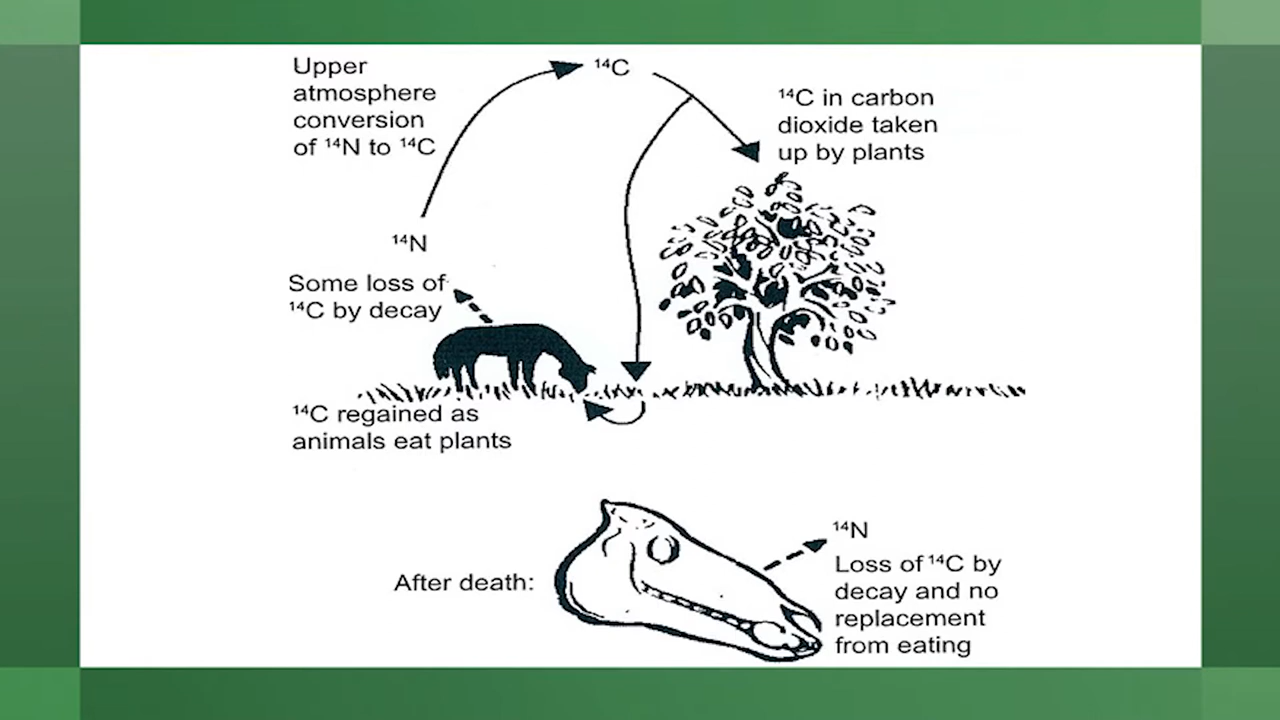 Upper
atmosphere
conversion
of ¹⁴N to ¹⁴C
¹⁴C
¹⁴C in carbon
dioxide taken
up by plants
¹⁴N
Some loss of
¹⁴C by decay
¹⁴C regained as
animals eat plants
After death:
¹⁴N
Loss of ¹⁴C by
decay and no
replacement
from eating